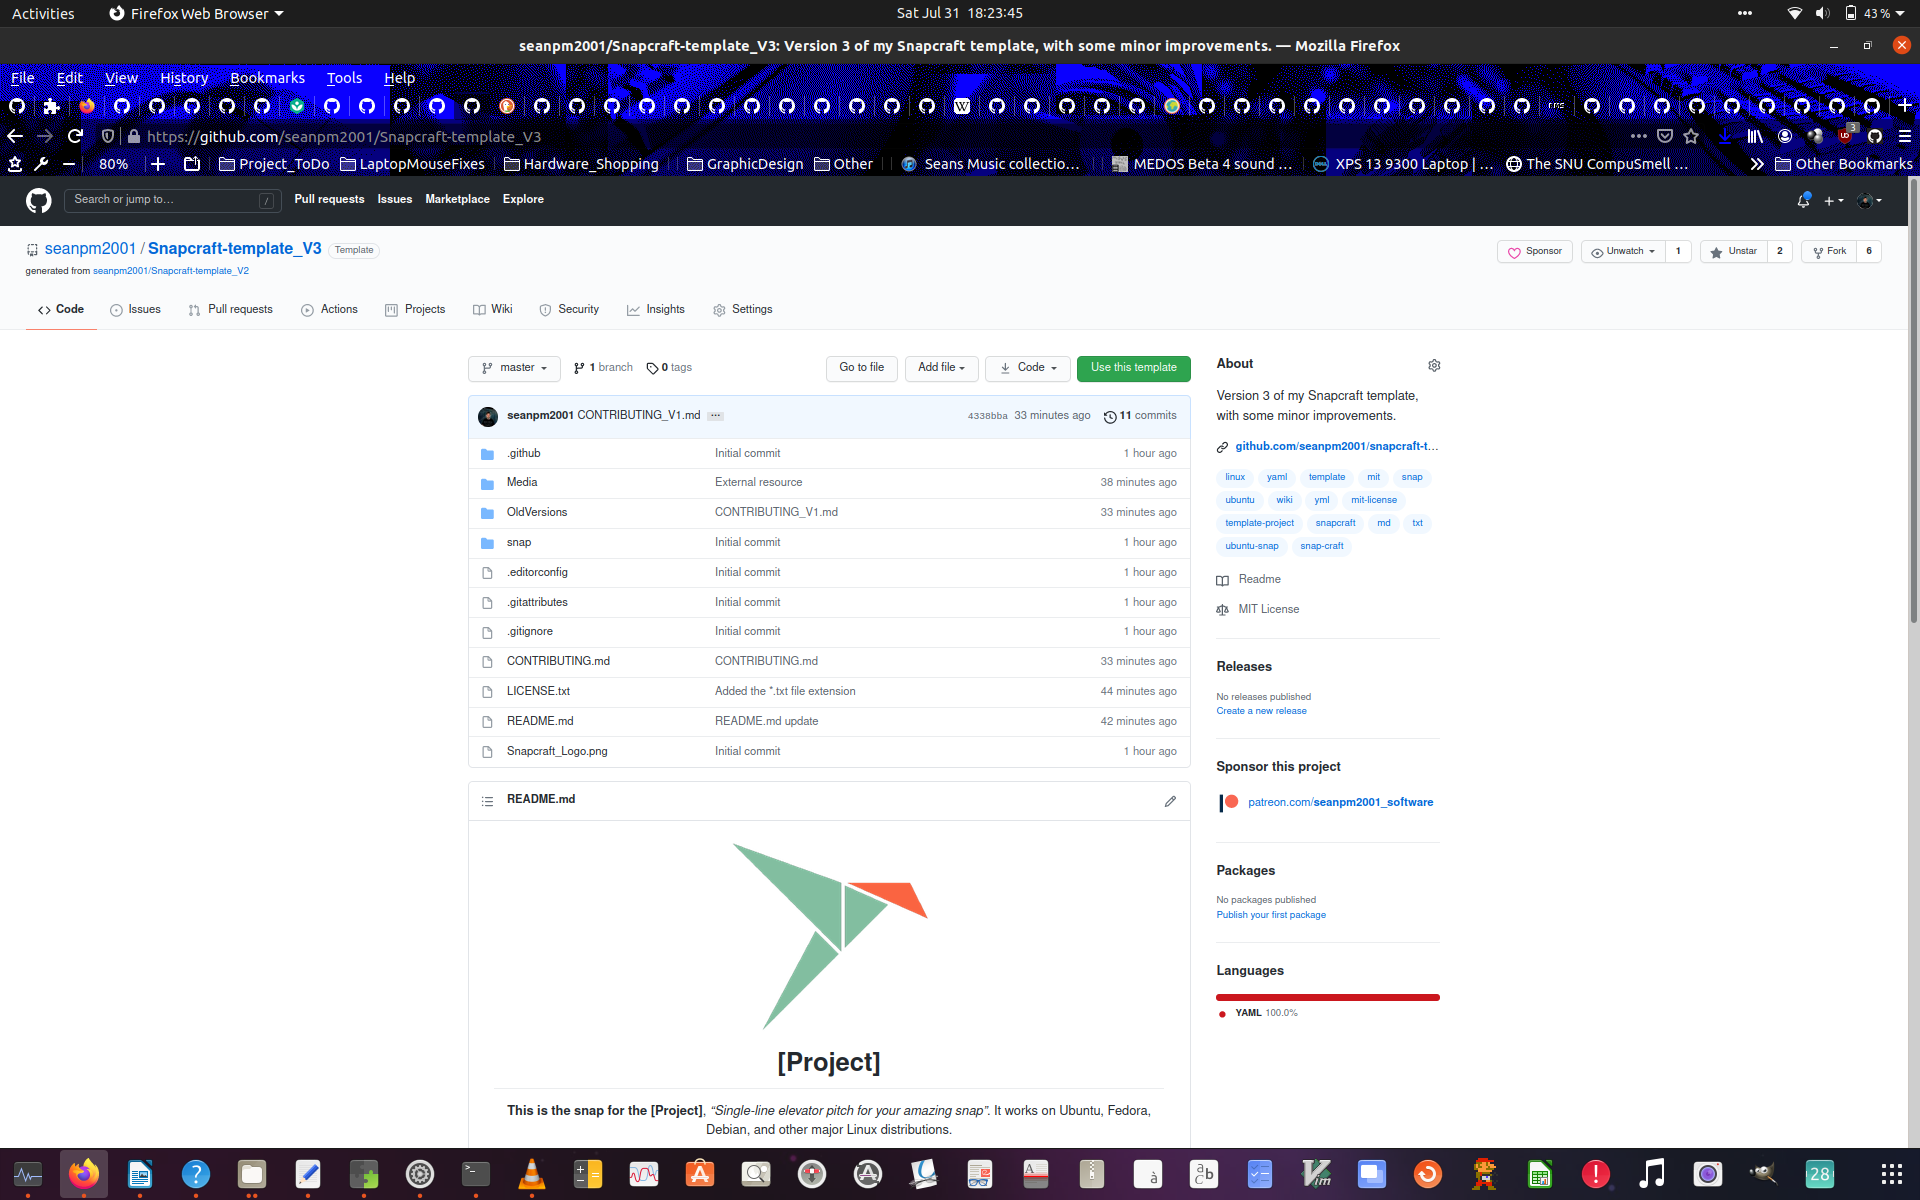 Activities
Firefox Web Browser
Sat Jul 31 18:23:45
43 %
seanpm2001/Snapcraft-template_V3: Version 3 of my Snapcraft template, with some minor improvements. — Mozilla Firefox
File Edit View History Bookmarks Tools Help
https://github.com/seanpm2001/Snapcraft-template_V3
3
80%
Project_ToDo
LaptopMouseFixes
Hardware_Shopping
GraphicDesign
Other
Seans Music collectio…
MEDOS Beta 4 sound …
XPS 13 9300 Laptop | …
The SNU CompuSmell …
Other Bookmarks
Search or jump to…
/
Pull requests
Issues
Marketplace
Explore
seanpm2001 / Snapcraft-template_V3
Template
generated from seanpm2001/Snapcraft-template_V2
Sponsor
Unwatch
1
Unstar
2
Fork
6
Code
Issues
Pull requests
Actions
Projects
Wiki
Security
Insights
Settings
master
1 branch
0 tags
Go to file
Add file
Code
Use this template
seanpm2001 CONTRIBUTING_V1.md
4338bba 33 minutes ago
11 commits
.github Initial commit 1 hour ago
Media External resource 38 minutes ago
OldVersions CONTRIBUTING_V1.md 33 minutes ago
snap Initial commit 1 hour ago
.editorconfig Initial commit 1 hour ago
.gitattributes Initial commit 1 hour ago
.gitignore Initial commit 1 hour ago
CONTRIBUTING.md CONTRIBUTING.md 33 minutes ago
LICENSE.txt Added the *.txt file extension 44 minutes ago
README.md README.md update 42 minutes ago
Snapcraft_Logo.png Initial commit 1 hour ago
README.md
[Project]
This is the snap for the [Project], “Single-line elevator pitch for your amazing snap”. It works on Ubuntu, Fedora,
Debian, and other major Linux distributions.
About
Version 3 of my Snapcraft template,
with some minor improvements.
github.com/seanpm2001/snapcraft-t…
linux yaml template mit snap
ubuntu wiki yml mit-license
template-project snapcraft md txt
ubuntu-snap snap-craft
Readme
MIT License
Releases
No releases published
Create a new release
Sponsor this project
patreon.com/seanpm2001_software
Packages
No packages published
Publish your first package
Languages
YAML 100.0%
28